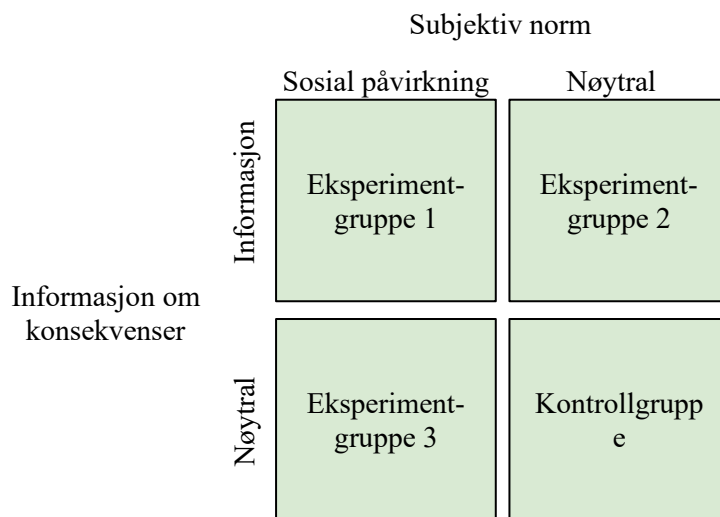 Subjektiv norm
Sosial påvirkning
Nøytral
Informasjon
Eksperiment-
gruppe 1
Eksperiment-
gruppe 2
Informasjon om
konsekvenser
Nøytral
Eksperiment-
gruppe 3
Kontrollgrupp
e